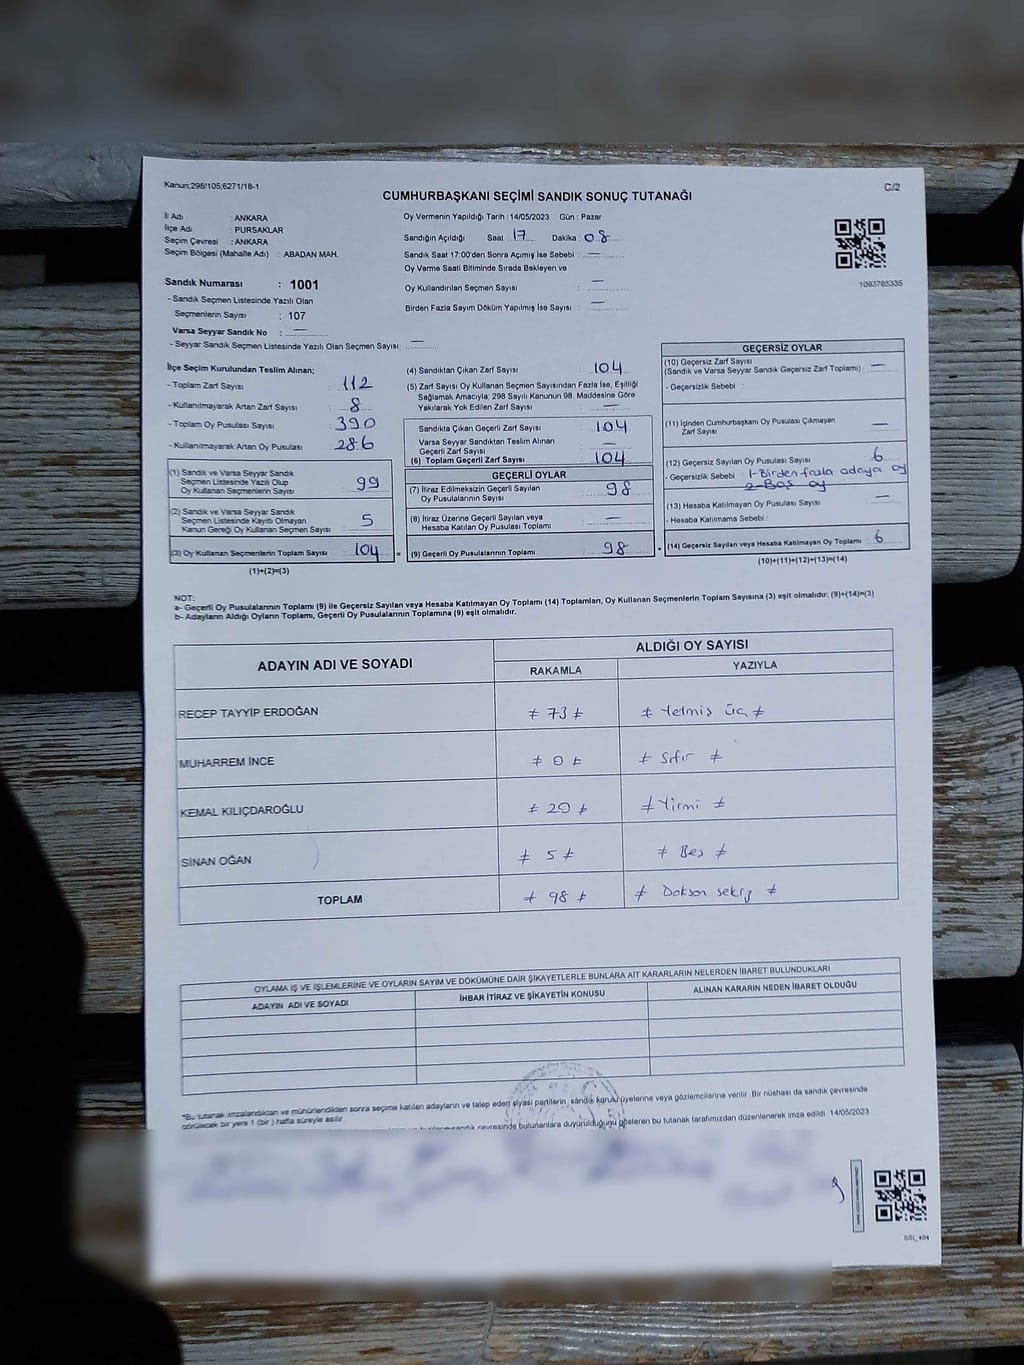 Kanun;298/105;6271/18-1
C/2
CUMHURBAŞKANI SEÇİMİ SANDIK SONUÇ TUTANAĞI
İl Adı : ANKARA
İlçe Adı : PURSAKLAR
Seçim Çevresi : ANKARA
Seçim Bölgesi (Mahalle Adı) : ABADAN MAH.
Oy Vermenin Yapıldığı Tarih : 14/05/2023 Gün : Pazar
Sandığın Açıldığı Saat 17 Dakika : 08
Sandık Saat 17:00'den Sonra Açmış İse Sebebi : —
Oy Verme Saati Bitiminde Sırada Bekleyen ve
Oy Kullandırılan Seçmen Sayısı : —
Birden Fazla Sayım Döküm Yapılmış İse Sayısı : —
1093765335
Sandık Numarası : 1001
- Sandık Seçmen Listesinde Yazılı Olan
Seçmenlerin Sayısı : 107
Varsa Seyyar Sandık No : —
- Seyyar Sandık Seçmen Listesinde Yazılı Olan Seçmen Sayısı: —
İlçe Seçim Kurulundan Teslim Alınan;
- Toplam Zarf Sayısı : 112
- Kullanılmayarak Artan Zarf Sayısı : 8
- Toplam Oy Pusulası Sayısı : 390
- Kullanılmayarak Artan Oy Pusulası : 286
(1) Sandık ve Varsa Seyyar Sandık
Seçmen Listesinde Yazılı Olup
Oy Kullanan Seçmenlerin Sayısı 99
(2) Sandık ve Varsa Seyyar Sandık
Seçmen Listesinde Kayıtlı Olmayan
Kanun Gereği Oy Kullanan Seçmen Sayısı 5
(3) Oy Kullanan Seçmenlerin Toplam Sayısı 104
(1)+(2)=(3)
(4) Sandıktan Çıkan Zarf Sayısı : 104
(5) Zarf Sayısı Oy Kullanan Seçmen Sayısından Fazla İse, Eşitliği
Sağlamak Amacıyla; 298 Sayılı Kanunun 98. Maddesine Göre
Yakılarak Yok Edilen Zarf Sayısı : —
Sandıkta Çıkan Geçerli Zarf Sayısı : 104
Varsa Seyyar Sandıktan Teslim Alınan
Geçerli Zarf Sayısı : —
(6) Toplam Geçerli Zarf Sayısı : 104
GEÇERLİ OYLAR
(7) İtiraz Edilmeksizin Geçerli Sayılan
Oy Pusulalarının Sayısı : 98
(8) İtiraz Üzerine Geçerli Sayılan veya
Hesaba Katılan Oy Pusulası Toplamı : —
= (9) Geçerli Oy Pusulalarının Toplamı : 98
GEÇERSİZ OYLAR
(10) Geçersiz Zarf Sayısı
(Sandık ve Varsa Seyyar Sandık Geçersiz Zarf Toplamı) : —
- Geçersizlik Sebebi :
(11) İçinden Cumhurbaşkanı Oy Pusulası Çıkmayan
Zarf Sayısı —
(12) Geçersiz Sayılan Oy Pusulası Sayısı 6
- Geçersizlik Sebebi 1-Birden fazla adaya oy
2-Boş oy
(13) Hesaba Katılmayan Oy Pusulası Sayısı —
- Hesaba Katılmama Sebebi :
+ (14) Geçersiz Sayılan veya Hesaba Katılmayan Oy Toplamı : 6
(10)+(11)+(12)+(13)=(14)
NOT:
a- Geçerli Oy Pusulalarının Toplamı (9) ile Geçersiz Sayılan veya Hesaba Katılmayan Oy Toplamı (14) Toplamları, Oy Kullanan Seçmenlerin Toplam Sayısına (3) eşit olmalıdır. (9)+(14)=(3)
b- Adayların Aldığı Oyların Toplamı, Geçerli Oy Pusulalarının Toplamına (9) eşit olmalıdır.
ADAYIN ADI VE SOYADI ALDIĞI OY SAYISI
RAKAMLA YAZIYLA
RECEP TAYYİP ERDOĞAN ≠ 73 ≠ ≠ Yetmiş üç ≠
MUHARREM İNCE ≠ 0 ≠ ≠ Sıfır ≠
KEMAL KILIÇDAROĞLU ≠ 20 ≠ ≠ Yirmi ≠
SİNAN OĞAN ≠ 5 ≠ ≠ Beş ≠
TOPLAM ≠ 98 ≠ ≠ Doksan sekiz ≠
OYLAMA İŞ VE İŞLEMLERİNE VE OYLARIN SAYIM VE DÖKÜMÜNE DAİR ŞİKAYETLERLE BUNLARA AİT KARARLARIN NELERDEN İBARET BULUNDUKLARI
ADAYIN ADI VE SOYADI İHBAR İTİRAZ VE ŞİKAYETİN KONUSU ALINAN KARARIN NEDEN İBARET OLDUĞU
*Bu tutanak imzalandıktan ve mühürlendikten sonra seçime katılan adayların ve talep eden siyasi partilerin, sandık kurulu üyelerine veya gözlemcilerine verilir. Bir nüshası da sandık çevresinde
görülecek bir yere 1 (bir) hafta süreyle asılır.
sandık çevresinde bulunanlara duyurulduğunu gösteren bu tutanak tarafımızdan düzenlenerek imza edildi. 14/05/2023